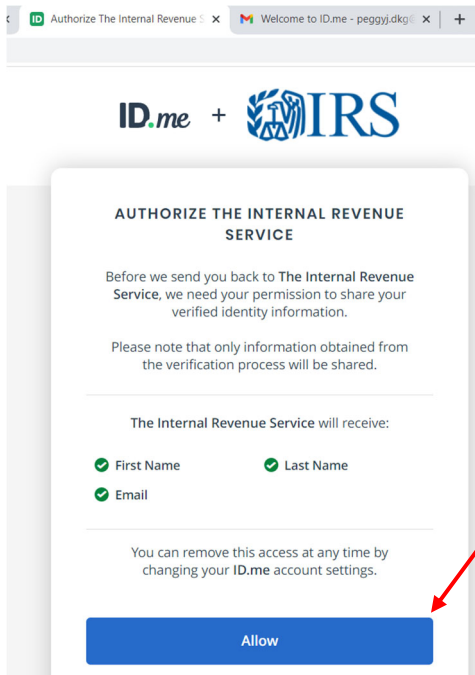 Authorize The Internal Revenue S
Welcome to ID.me - peggyj.dkg@
ID.me + IRS
AUTHORIZE THE INTERNAL REVENUE
SERVICE
Before we send you back to The Internal Revenue
Service, we need your permission to share your
verified identity information.
Please note that only information obtained from
the verification process will be shared.
The Internal Revenue Service will receive:
First Name
Last Name
Email
You can remove this access at any time by
changing your ID.me account settings.
Allow